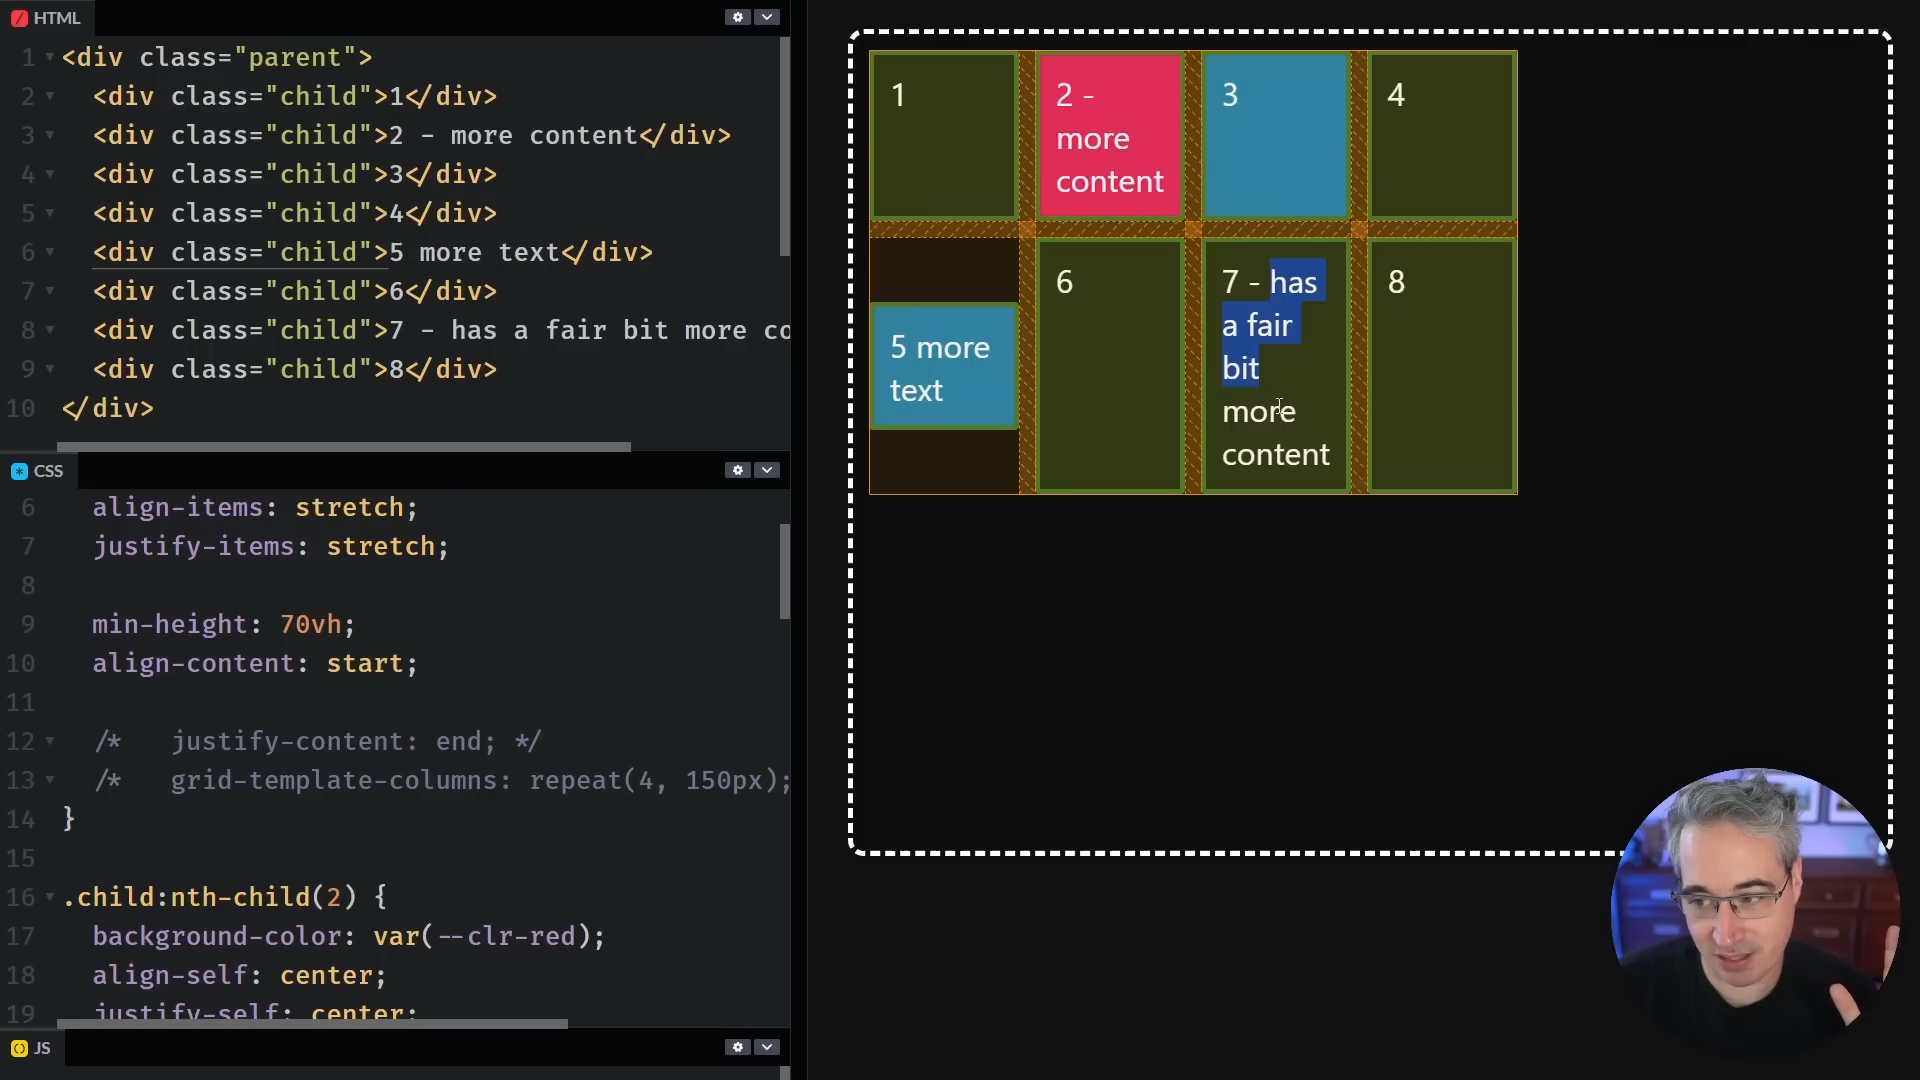 HTML
1 <div class="parent">
2 <div class="child">1</div>
3 <div class="child">2 - more content</div>
4 <div class="child">3</div>
5 <div class="child">4</div>
6 <div class="child">5 more text</div>
7 <div class="child">6</div>
8 <div class="child">7 - has a fair bit more co
9 <div class="child">8</div>
10 </div>
CSS
6 align-items: stretch;
7 justify-items: stretch;
8
9 min-height: 70vh;
10 align-content: start;
11
12 /* justify-content: end; */
13 /* grid-template-columns: repeat(4, 150px);
14 }
15
16 .child:nth-child(2) {
17 background-color: var(--clr-red);
18 align-self: center;
19 justify-self: center;
JS
1
2 -
more
content
3
4
5 more
text
6
7 - has
a fair
bit
more
content
8